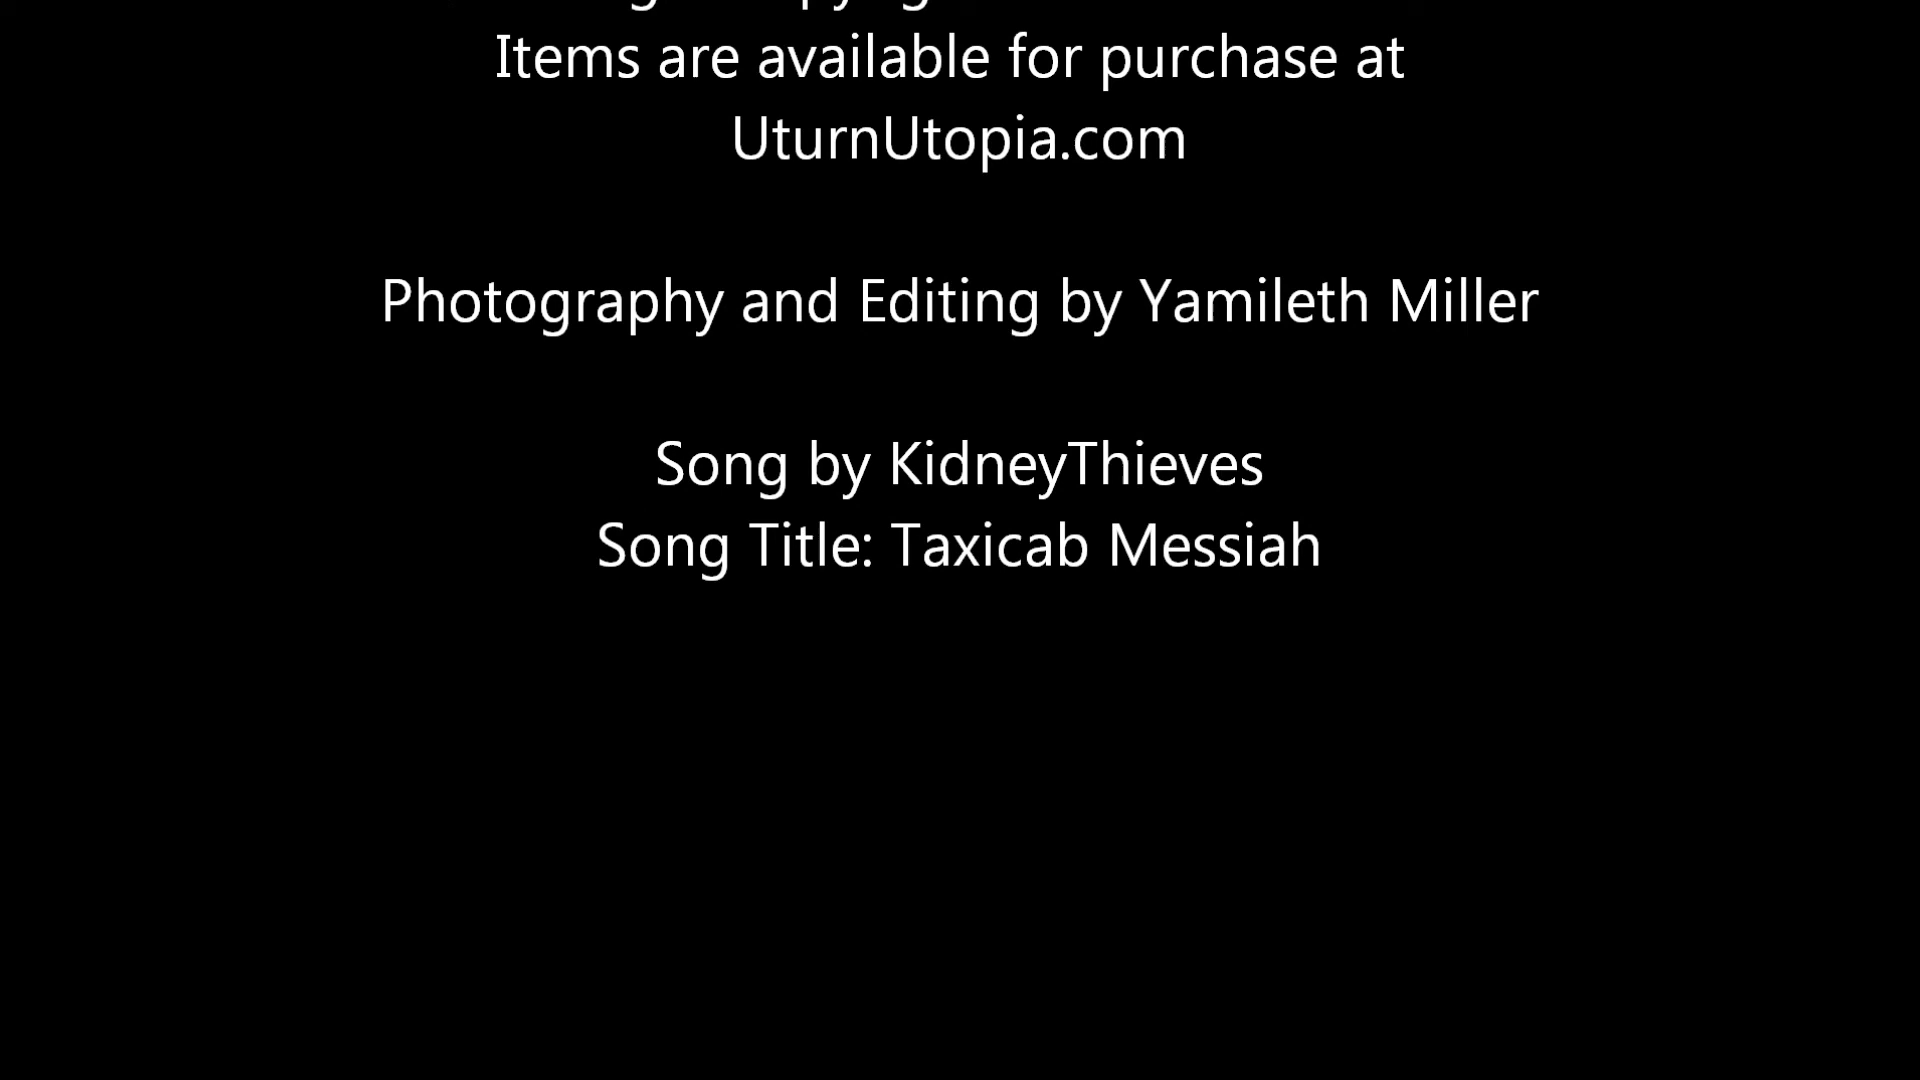 Items are available for purchase at
UturnUtopia.com
Photography and Editing by Yamileth Miller
Song by KidneyThieves
Song Title: Taxicab Messiah